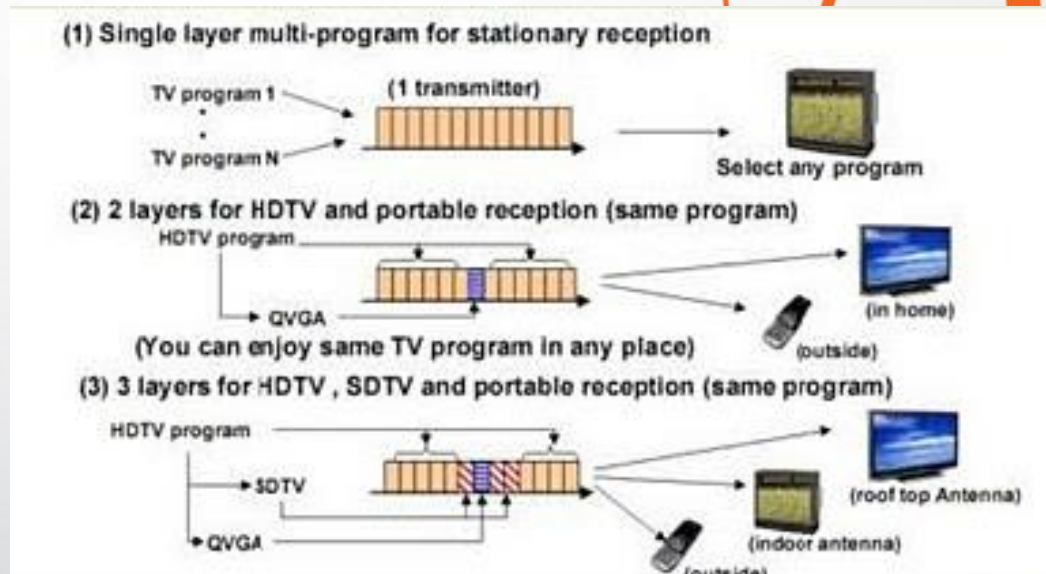 (1) Single layer multi-program for stationary reception
TV program 1
(1 transmitter)
TV program N
Select any program
(2) 2 layers for HDTV and portable reception (same program)
HDTV program
QVGA
(in home)
(outside)
(You can enjoy same TV program in any place)
(3) 3 layers for HDTV , SDTV and portable reception (same program)
HDTV program
SDTV
(roof top Antenna)
QVGA
(indoor antenna)
(outside)